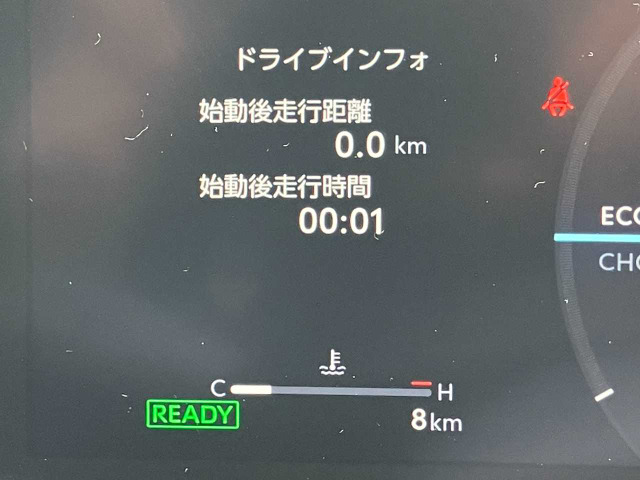 ドライブインフォ
始動後走行距離
0.0 km
始動後走行時間
00:01
C H
READY
8km